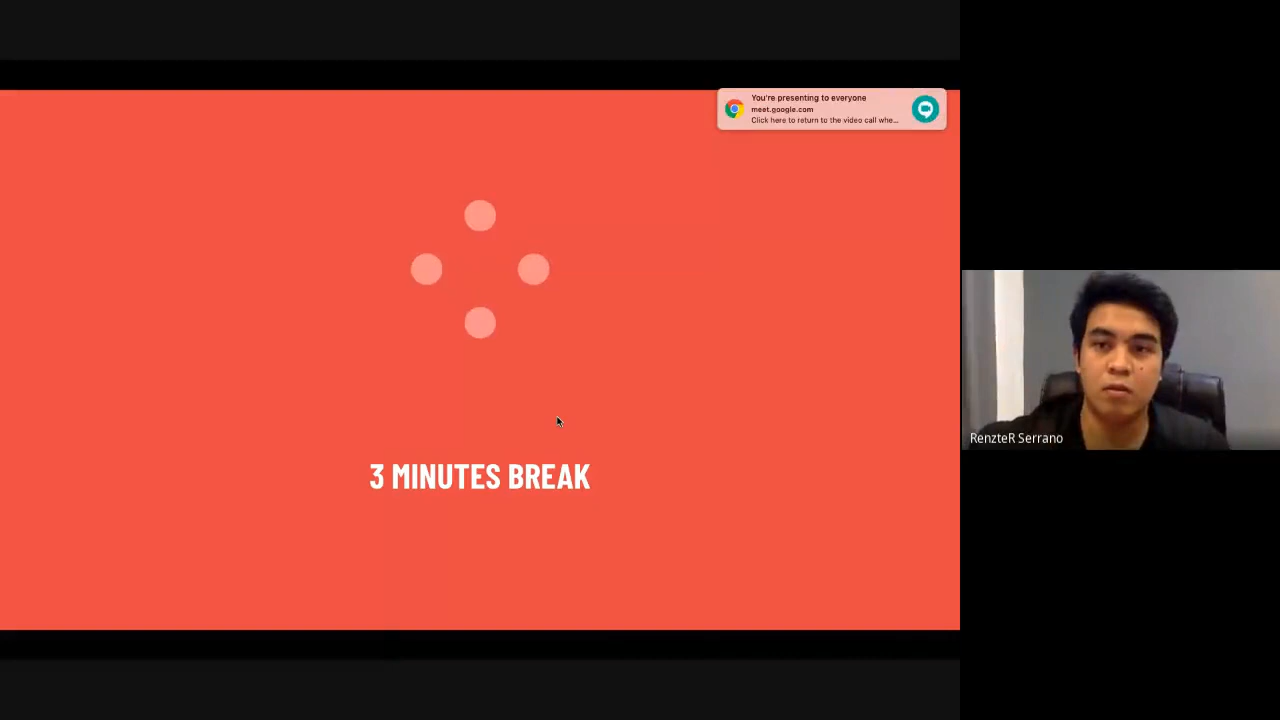 You're presenting to everyone
meet.google.com
Click here to return to the video call whe...
3 MINUTES BREAK
RenzteR Serrano